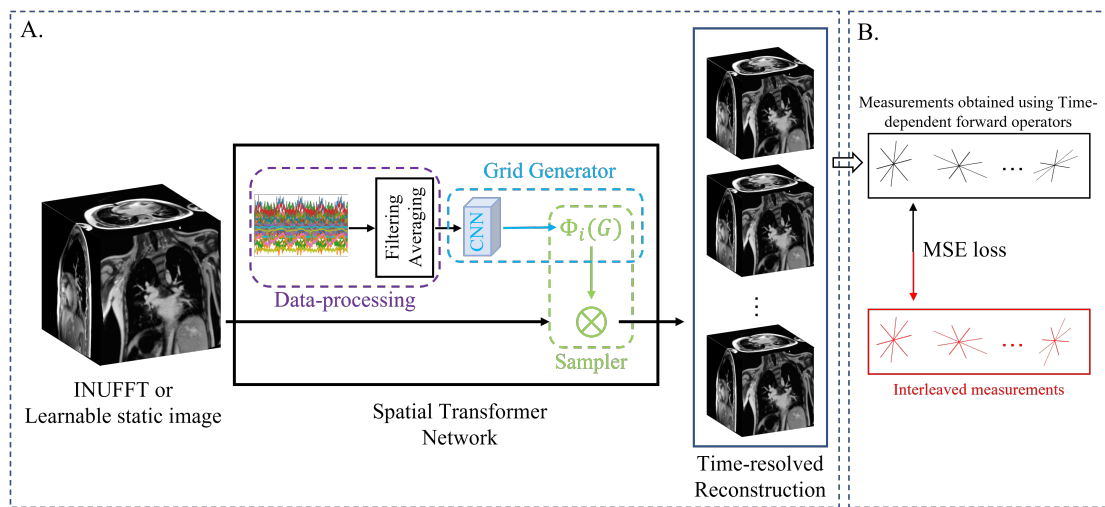 A.
INUFFT or
Learnable static image
Filtering
Averaging
Data-processing
Grid Generator
CNN
Φᵢ(G)
Sampler
Spatial Transformer
Network
Time-resolved
Reconstruction
B.
Measurements obtained using Time-
dependent forward operators
MSE loss
Interleaved measurements